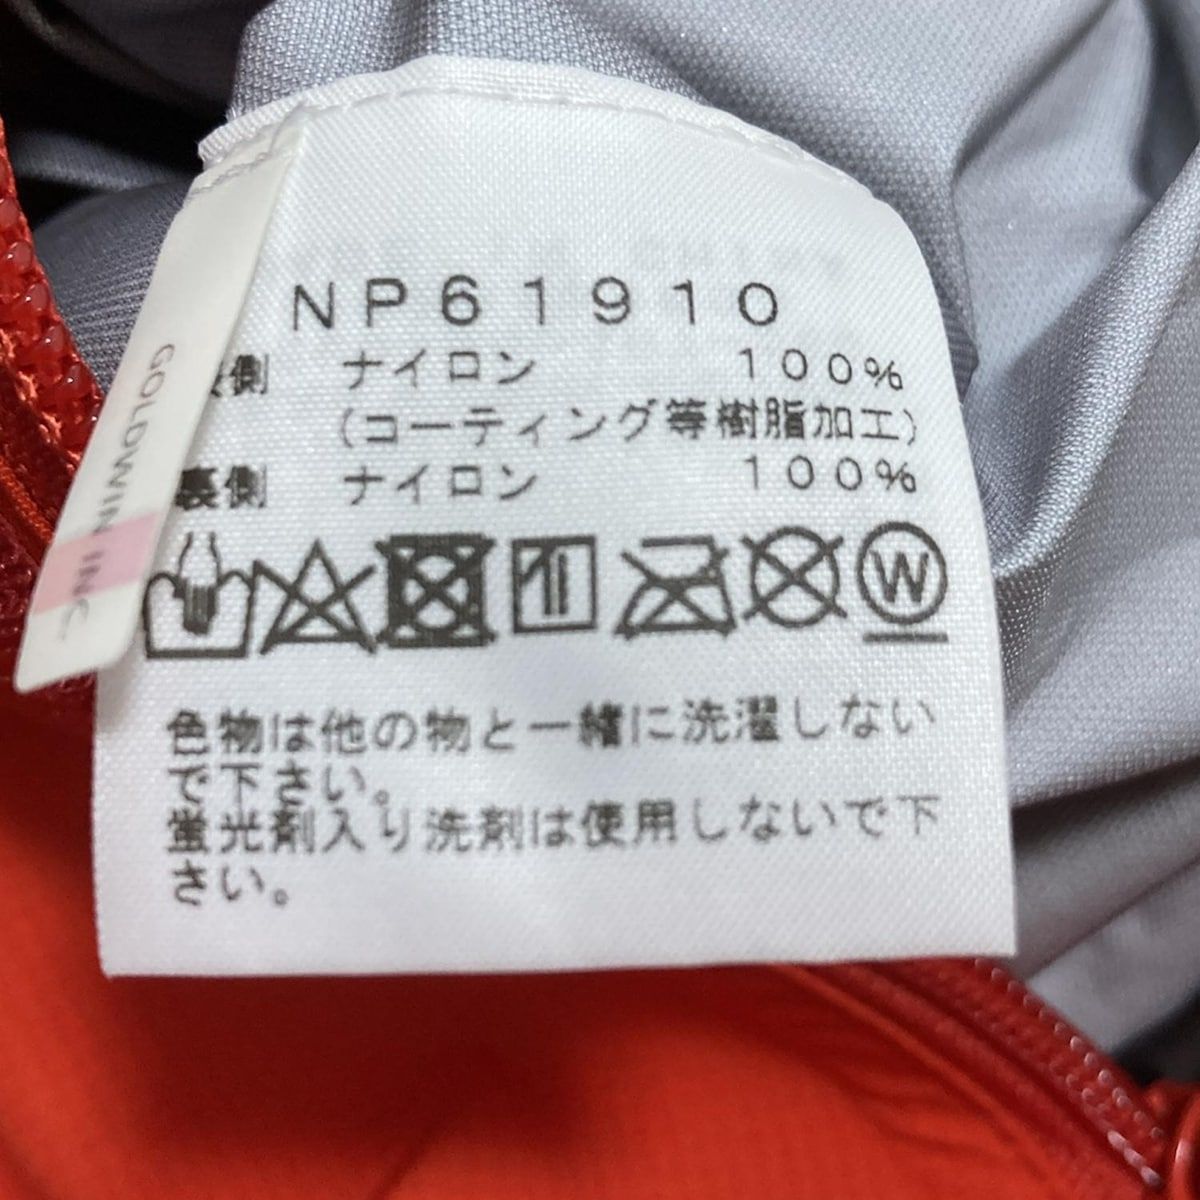 NP61910
表側 ナイロン 100%
(コーティング等樹脂加工)
裏側 ナイロン 100%
W
色物は他の物と一緒に洗濯しない
で下さい。
蛍光剤入り洗剤は使用しないで下
さい。
GOLDWIN INC.